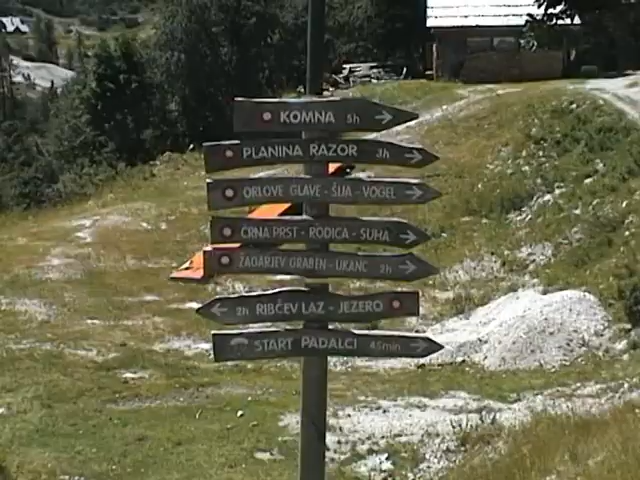 KOMNA 5h
PLANINA RAZOR 3h
ORLOVE GLAVE - ŠIJA - VOGEL
ČRNA PRST - RODICA - SUHA
ŽAGARJEV GRABEN - UKANC 2h
2h RIBČEV LAZ - JEZERO
START PADALCI 45min